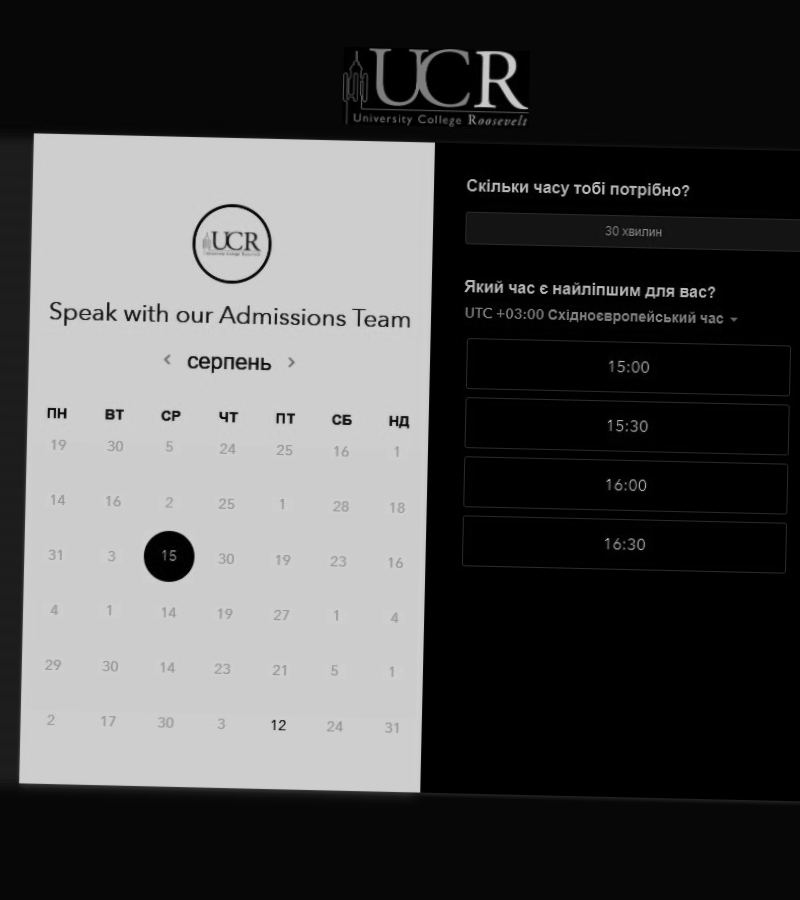 UCR
University College Roosevelt
UCR
University College Roosevelt
Speak with our Admissions Team
серпень
ПН ВТ СР ЧТ ПТ СБ НД
19 30 5 24 25 16 1
14 16 2 25 1 28 18
31 3 15 30 19 23 16
4 1 14 19 27 1 4
29 30 14 23 21 5 1
2 17 30 3 12 24 31
Скільки часу тобі потрібно?
30 хвилин
Який час є найліпшим для вас?
UTC +03:00 Східноєвропейський час
15:00
15:30
16:00
16:30